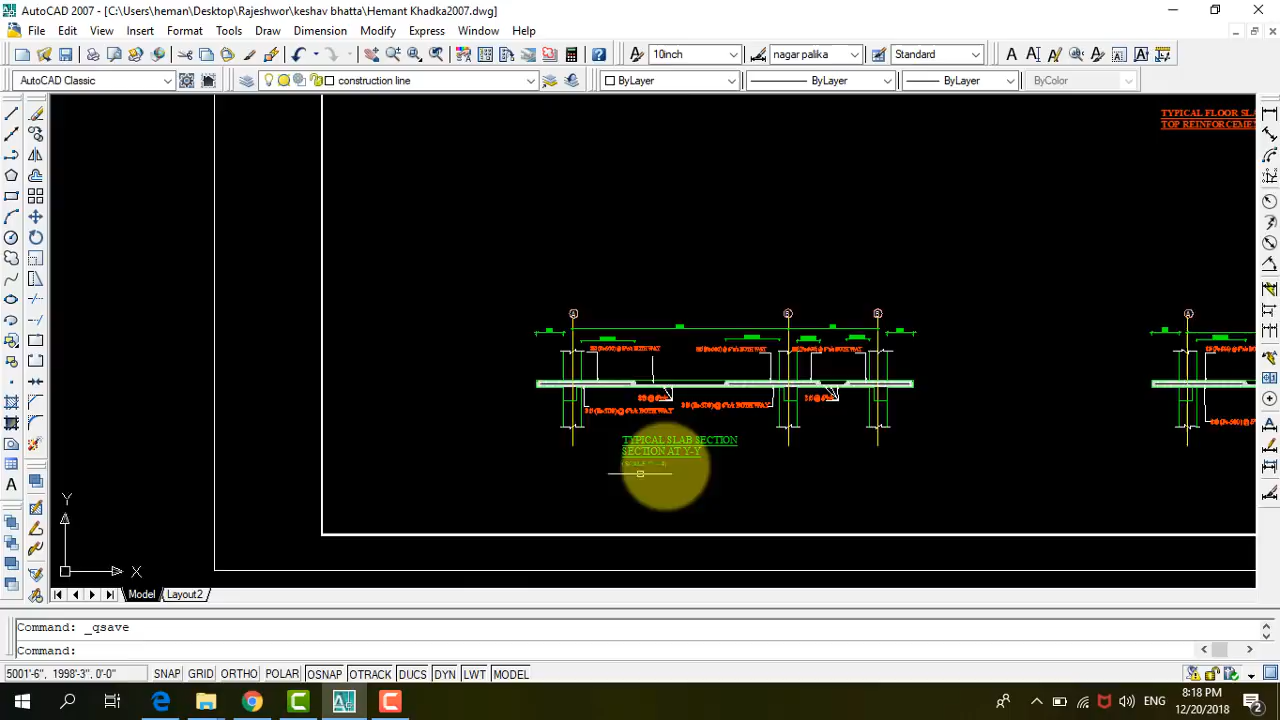 AutoCAD 2007 - [C:\Users\heman\Desktop\Rajeshwor\keshav bhatta\Hemant Khadka2007.dwg]
File Edit View Insert Format Tools Draw Dimension Modify Express Window Help
10inch nagar palika Standard
AutoCAD Classic construction line ByLayer ByLayer ByLayer ByColor
TYPICAL FLOOR SLA
TOP REINFORCEME
A B B A
TYPICAL SLAB SECTION
SECTION AT Y-Y
Y
X
Model Layout2
Command: _qsave
Command:
5001'-6", 1998'-3", 0'-0" SNAP GRID ORTHO POLAR OSNAP OTRACK DUCS DYN LWT MODEL
ENG 8:18 PM
12/20/2018 2